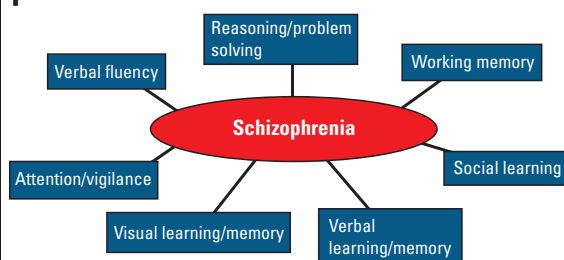 Reasoning/problem
solving
Verbal fluency
Working memory
Schizophrenia
Attention/vigilance
Social learning
Visual learning/memory
Verbal
learning/memory